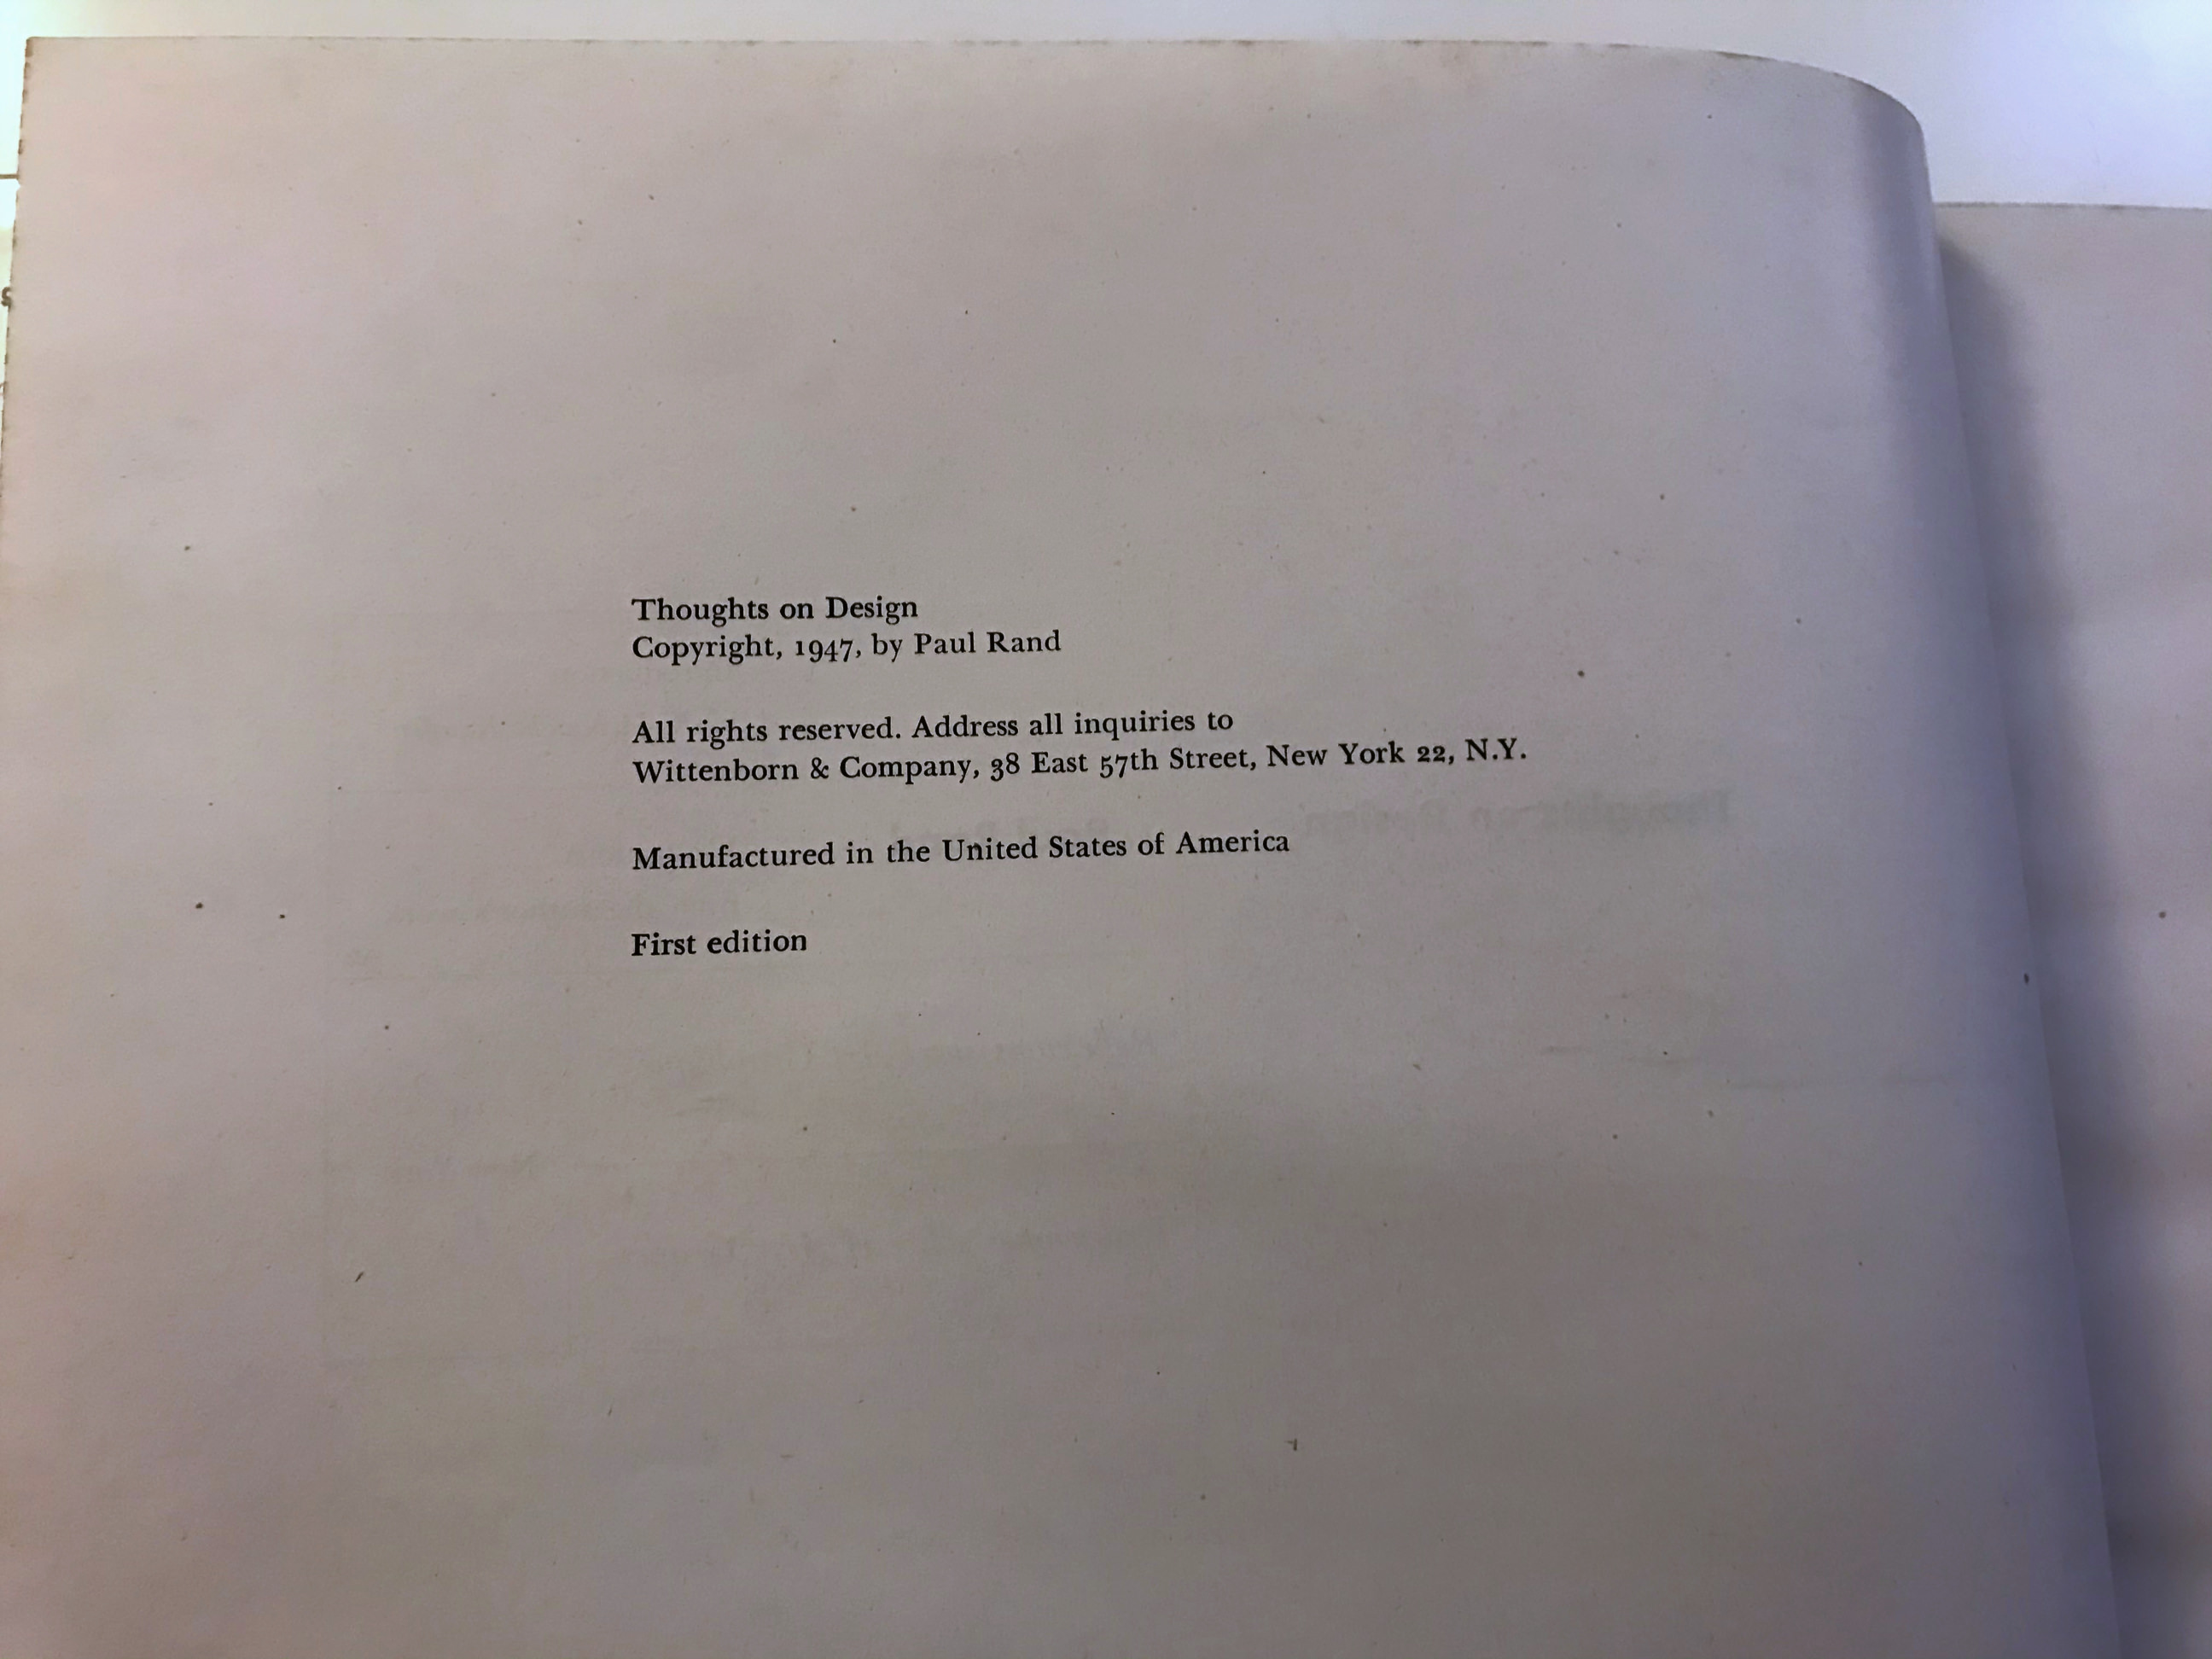 Thoughts on Design
Copyright, 1947, by Paul Rand
All rights reserved. Address all inquiries to
Wittenborn & Company, 38 East 57th Street, New York 22, N.Y.
Manufactured in the United States of America
First edition